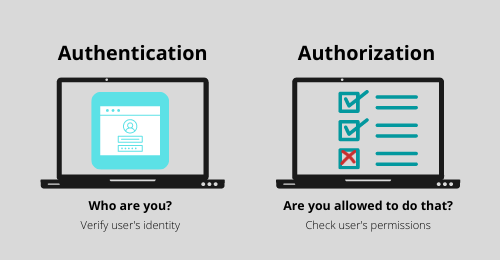 Authentication
Authorization
Who are you?
Verify user's identity
Are you allowed to do that?
Check user's permissions